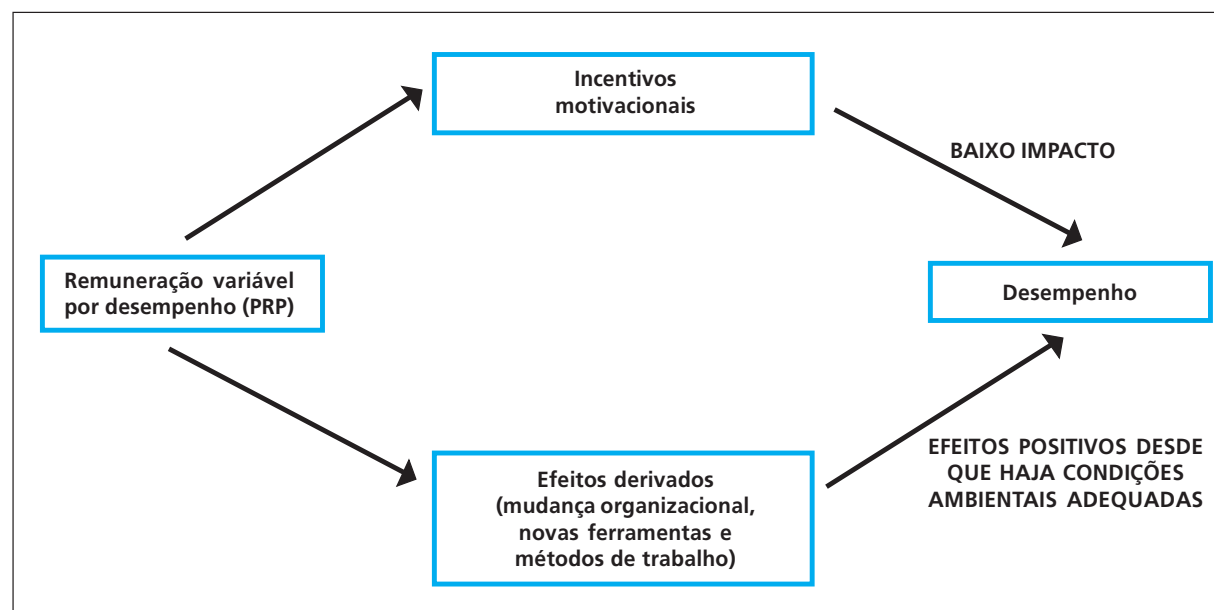 Incentivos
motivacionais
BAIXO IMPACTO
Remuneração variável
por desempenho (PRP)
Desempenho
Efeitos derivados
(mudança organizacional,
novas ferramentas e
métodos de trabalho)
EFEITOS POSITIVOS DESDE
QUE HAJA CONDIÇÕES
AMBIENTAIS ADEQUADAS